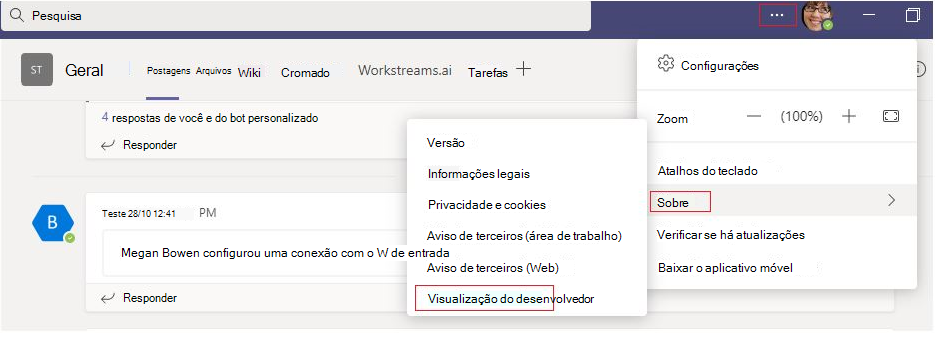 Pesquisa
ST Geral Postagens Arquivos Wiki Cromado Workstreams.ai Tarefas
4 respostas de você e do bot personalizado
Responder
B
Teste 28/10 12:41 PM
Megan Bowen configurou uma conexão com o W de entrada
Responder
Configurações
Zoom (100%)
Atalhos do teclado
Sobre
Verificar se há atualizações
Baixar o aplicativo móvel
Versão
Informações legais
Privacidade e cookies
Aviso de terceiros (área de trabalho)
Aviso de terceiros (Web)
Visualização do desenvolvedor